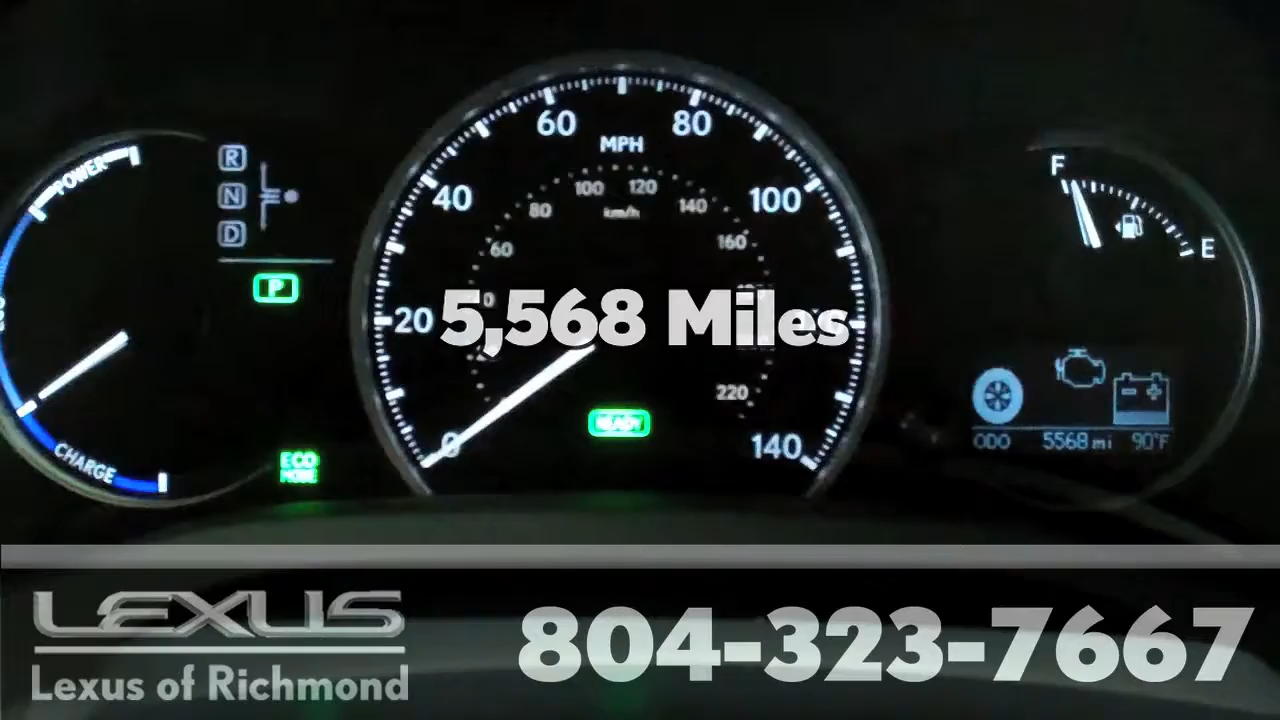 60
80
MPH
40
100
100
120
80
140
km/h
60
160
POWER
R
N
D
P
F
E
20
5,568 Miles
220
0
READY
140
CHARGE
ECO
MODE
ODO 5568 mi 90°F
LEXUS
Lexus of Richmond
804-323-7667